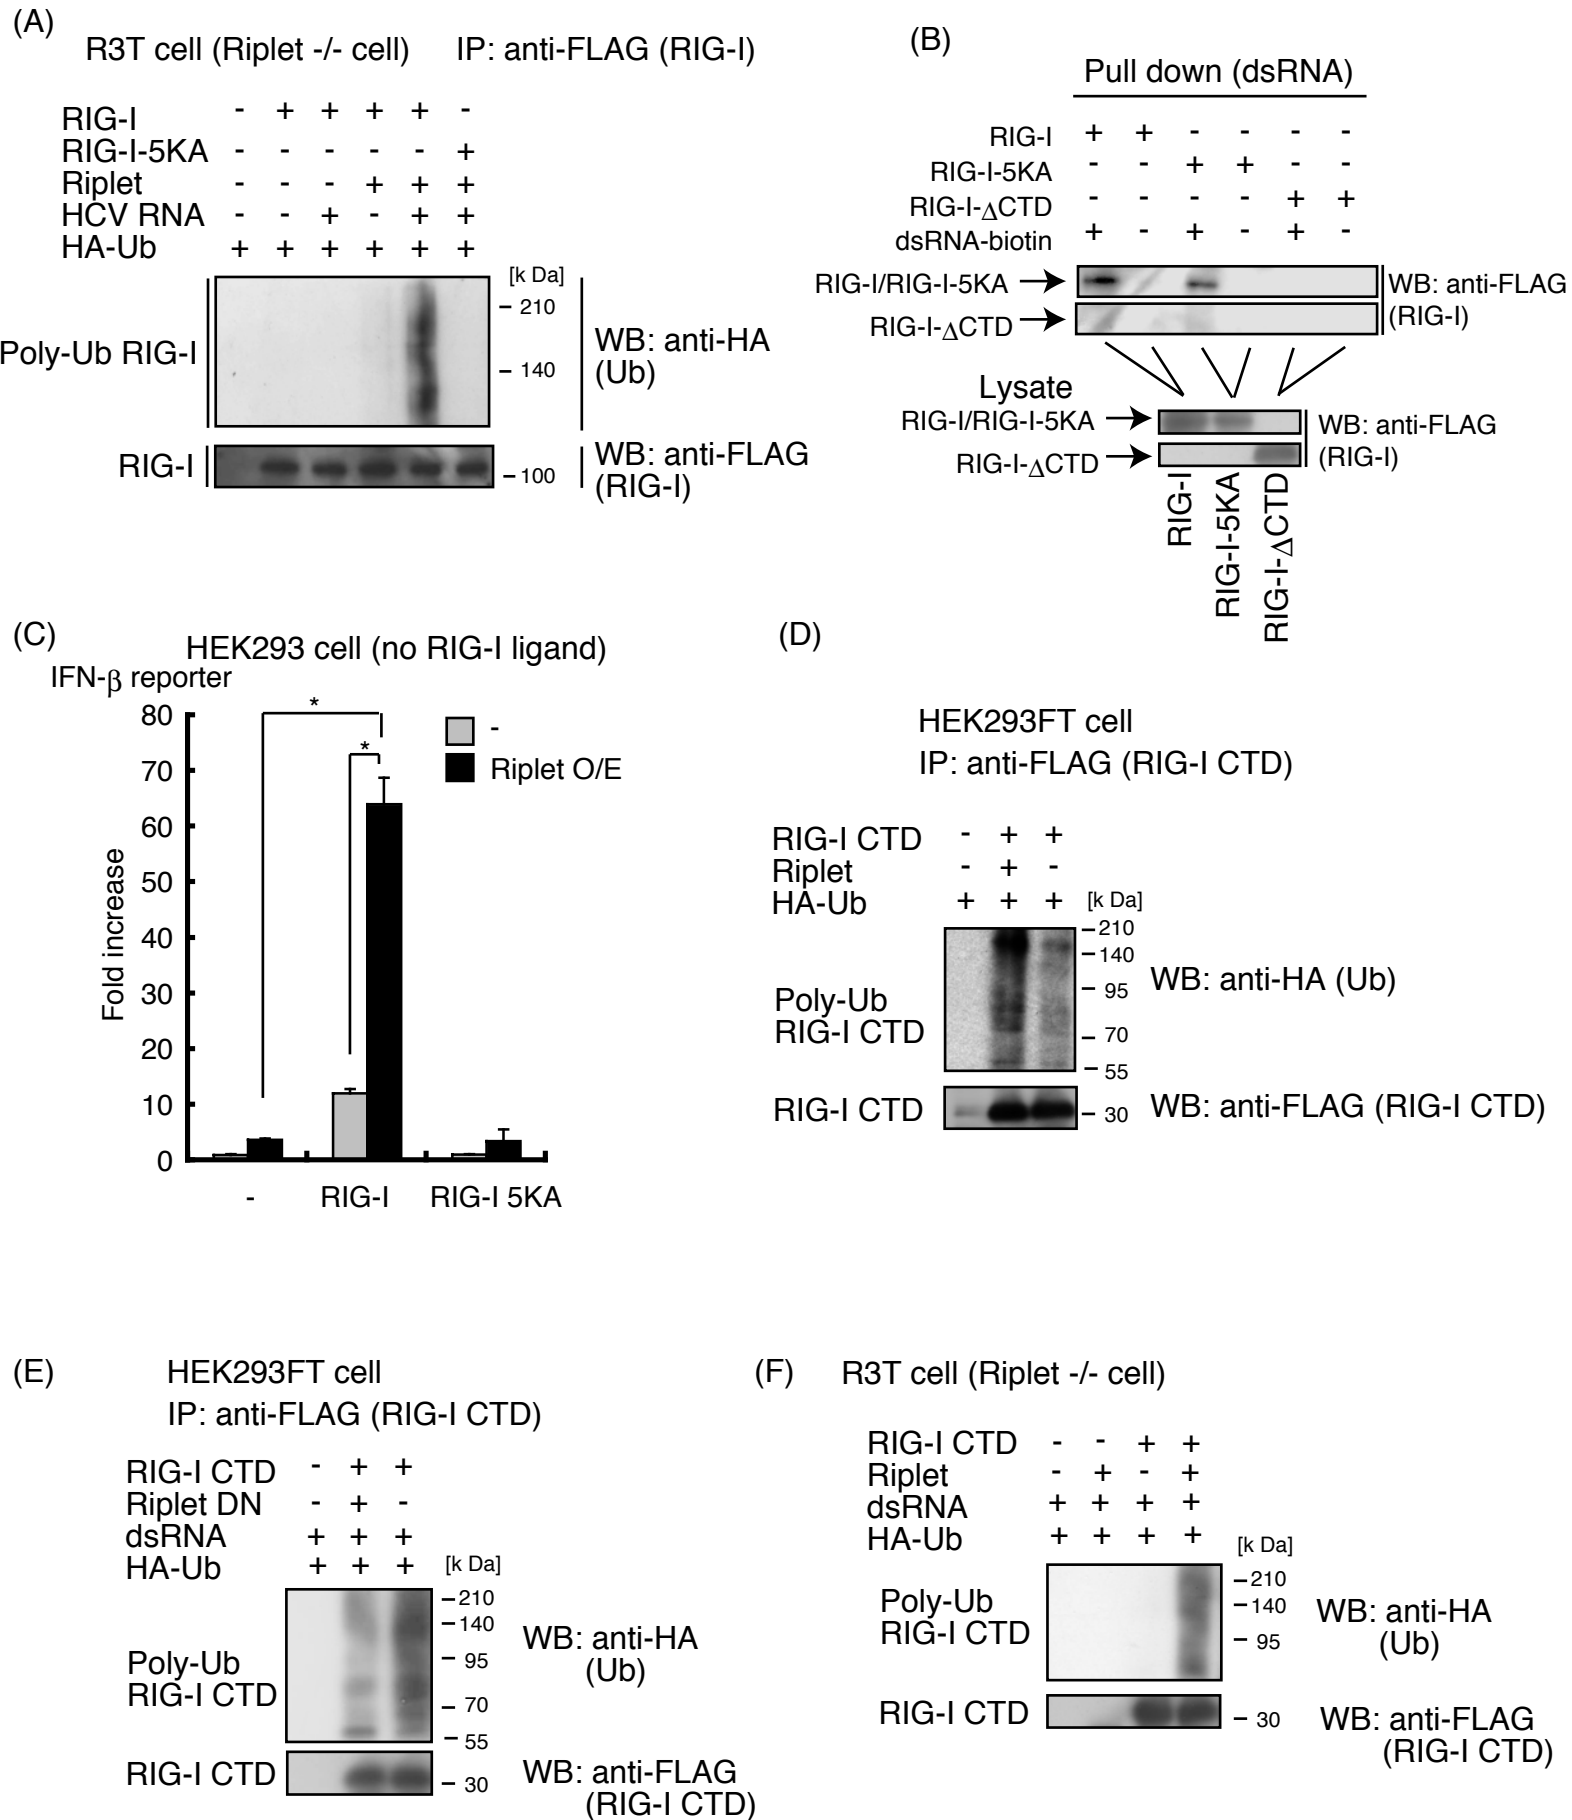 (A)
R3T cell (Riplet -/- cell) IP: anti-FLAG (RIG-I)
RIG-I - + + + + -
RIG-I-5KA - - - - - +
Riplet - - - + + +
HCV RNA - - + - + +
HA-Ub + + + + + +
[k Da]
210
140
Poly-Ub RIG-I
WB: anti-HA
(Ub)
RIG-I
100
WB: anti-FLAG
(RIG-I)
(B)
Pull down (dsRNA)
RIG-I + + - - - -
RIG-I-5KA - - + + - -
RIG-I-ΔCTD - - - - + +
dsRNA-biotin + - + - + -
RIG-I/RIG-I-5KA
RIG-I-ΔCTD
WB: anti-FLAG
(RIG-I)
Lysate
RIG-I/RIG-I-5KA
RIG-I-ΔCTD
WB: anti-FLAG
(RIG-I)
RIG-I
RIG-I-5KA
RIG-I-ΔCTD
(C)
HEK293 cell (no RIG-I ligand)
IFN-β reporter
Fold increase
80
70
60
50
40
30
20
10
0
*
*
-
Riplet O/E
- RIG-I RIG-I 5KA
(D)
HEK293FT cell
IP: anti-FLAG (RIG-I CTD)
RIG-I CTD - + +
Riplet - + -
HA-Ub + + + [k Da]
210
140
95
70
55
Poly-Ub
RIG-I CTD
WB: anti-HA (Ub)
RIG-I CTD
30
WB: anti-FLAG (RIG-I CTD)
(E)
HEK293FT cell
IP: anti-FLAG (RIG-I CTD)
RIG-I CTD - + +
Riplet DN - + -
dsRNA + + +
HA-Ub + + + [k Da]
210
140
95
70
55
Poly-Ub
RIG-I CTD
WB: anti-HA
(Ub)
RIG-I CTD
30
WB: anti-FLAG
(RIG-I CTD)
(F)
R3T cell (Riplet -/- cell)
RIG-I CTD - - + +
Riplet - + - +
dsRNA + + + +
HA-Ub + + + +
[k Da]
210
140
95
Poly-Ub
RIG-I CTD
WB: anti-HA
(Ub)
RIG-I CTD
30
WB: anti-FLAG
(RIG-I CTD)